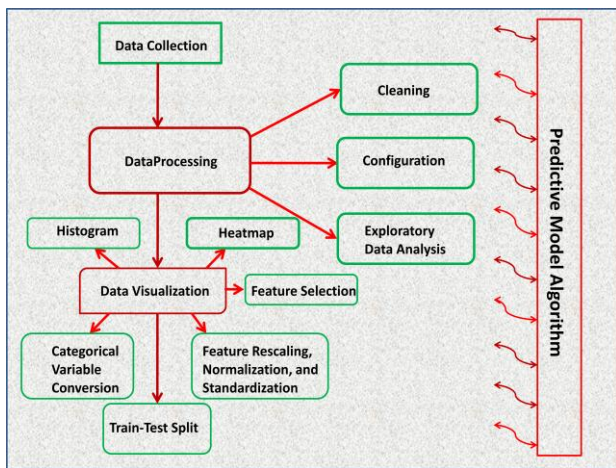 Data Collection
Cleaning
DataProcessing
Configuration
Exploratory
Data Analysis
Histogram
Heatmap
Data Visualization
Feature Selection
Categorical
Variable
Conversion
Feature Rescaling,
Normalization, and
Standardization
Train-Test Split
Predictive Model Algorithm